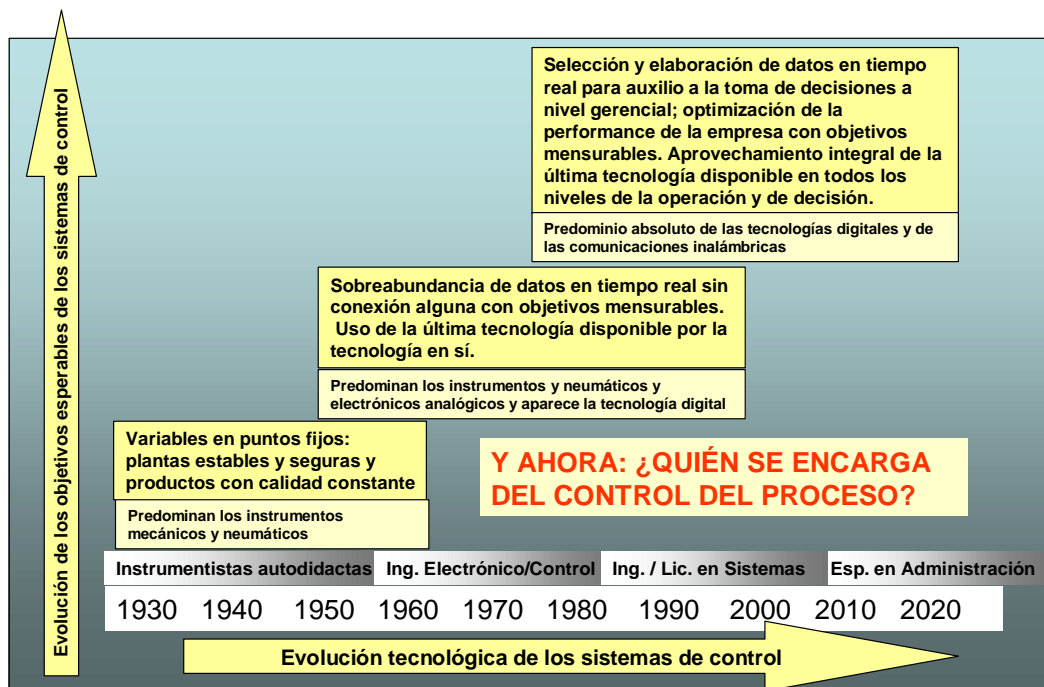 Evolución de los objetivos esperables de los sistemas de control
Selección y elaboración de datos en tiempo
real para auxilio a la toma de decisiones a
nivel gerencial; optimización de la
performance de la empresa con objetivos
mensurables. Aprovechamiento integral de la
última tecnología disponible en todos los
niveles de la operación y de decisión.
Predominio absoluto de las tecnologías digitales y de
las comunicaciones inalámbricas
Sobreabundancia de datos en tiempo real sin
conexión alguna con objetivos mensurables.
Uso de la última tecnología disponible por la
tecnología en sí.
Predominan los instrumentos y neumáticos y
electrónicos analógicos y aparece la tecnología digital
Variables en puntos fijos:
plantas estables y seguras y
productos con calidad constante
Predominan los instrumentos
mecánicos y neumáticos
Y AHORA: ¿QUIÉN SE ENCARGA
DEL CONTROL DEL PROCESO?
Instrumentistas autodidactas Ing. Electrónico/Control Ing. / Lic. en Sistemas Esp. en Administración
1930 1940 1950 1960 1970 1980 1990 2000 2010 2020
Evolución tecnológica de los sistemas de control